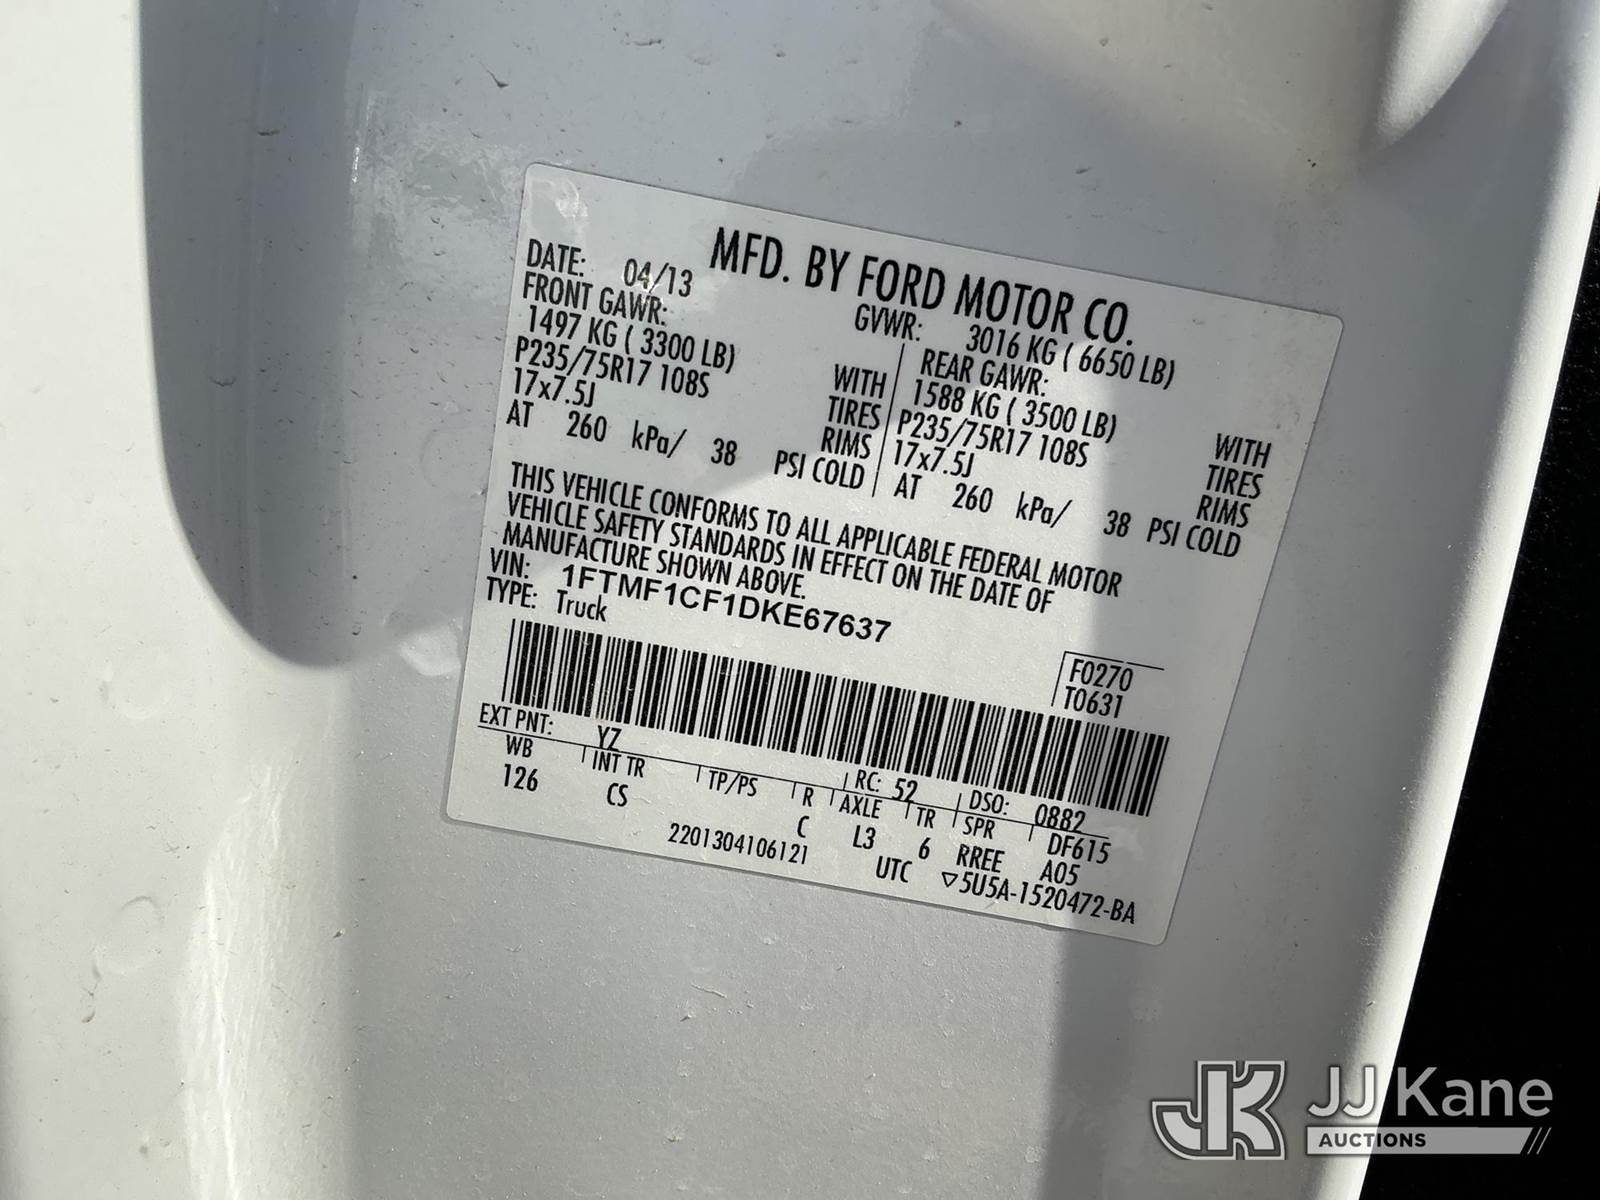 MFD. BY FORD MOTOR CO.
DATE: 04/13 GVWR: 3016 KG ( 6650 LB)
FRONT GAWR: REAR GAWR:
1497 KG ( 3300 LB) WITH 1588 KG ( 3500 LB) WITH
P235/75R17 108S TIRES P235/75R17 108S TIRES
17x7.5J RIMS 17x7.5J RIMS
AT 260 kPa/ 38 PSI COLD AT 260 kPa/ 38 PSI COLD
THIS VEHICLE CONFORMS TO ALL APPLICABLE FEDERAL MOTOR
VEHICLE SAFETY STANDARDS IN EFFECT ON THE DATE OF
MANUFACTURE SHOWN ABOVE.
VIN: 1FTMF1CF1DKE67637
TYPE: Truck
F0270
T0631
EXT PNT: YZ RC: 52 DSO: 0882
WB INT TR TP/PS R AXLE TR SPR DF615
126 CS C L3 6 RREE A05
2201304106121 UTC ▽5U5A-1520472-BA
JK JJ Kane
AUCTIONS